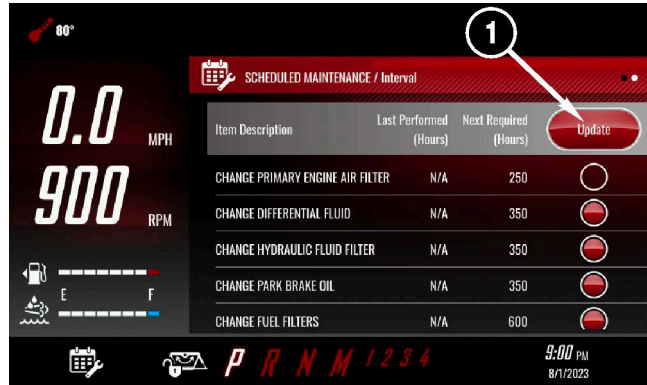 80°
1
SCHEDULED MAINTENANCE / Interval
0.0 MPH
900 RPM
Item Description Last Performed (Hours) Next Required (Hours) Update
CHANGE PRIMARY ENGINE AIR FILTER N/A 250
CHANGE DIFFERENTIAL FLUID N/A 350
CHANGE HYDRAULIC FLUID FILTER N/A 350
CHANGE PARK BRAKE OIL N/A 350
CHANGE FUEL FILTERS N/A 600
E F
P R N M 1 2 3 4
9:00 PM
8/1/2023